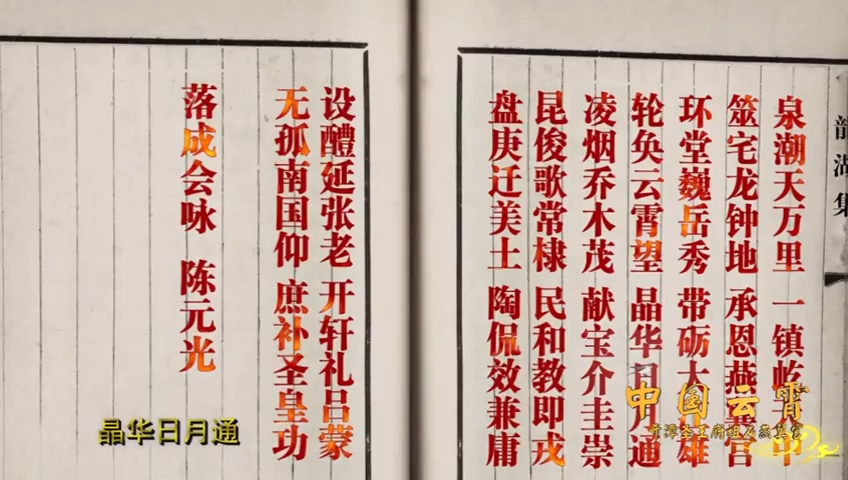 龍湖集
泉潮天万里 一镇屹中
筮宅龙钟地 承恩燕宫
环堂巍岳秀 带砺大雄
轮奂云霄望 晶华日月通
凌烟乔木茂 献宝介主崇
昆俊歌常棣 民和教即戎
盘庚迁美土 陶侃效兼庸
设醴延张老 开轩礼吕蒙
无孤南国仰 庶补圣皇功
落成会咏 陈元光
中国云霄
晶华日月通